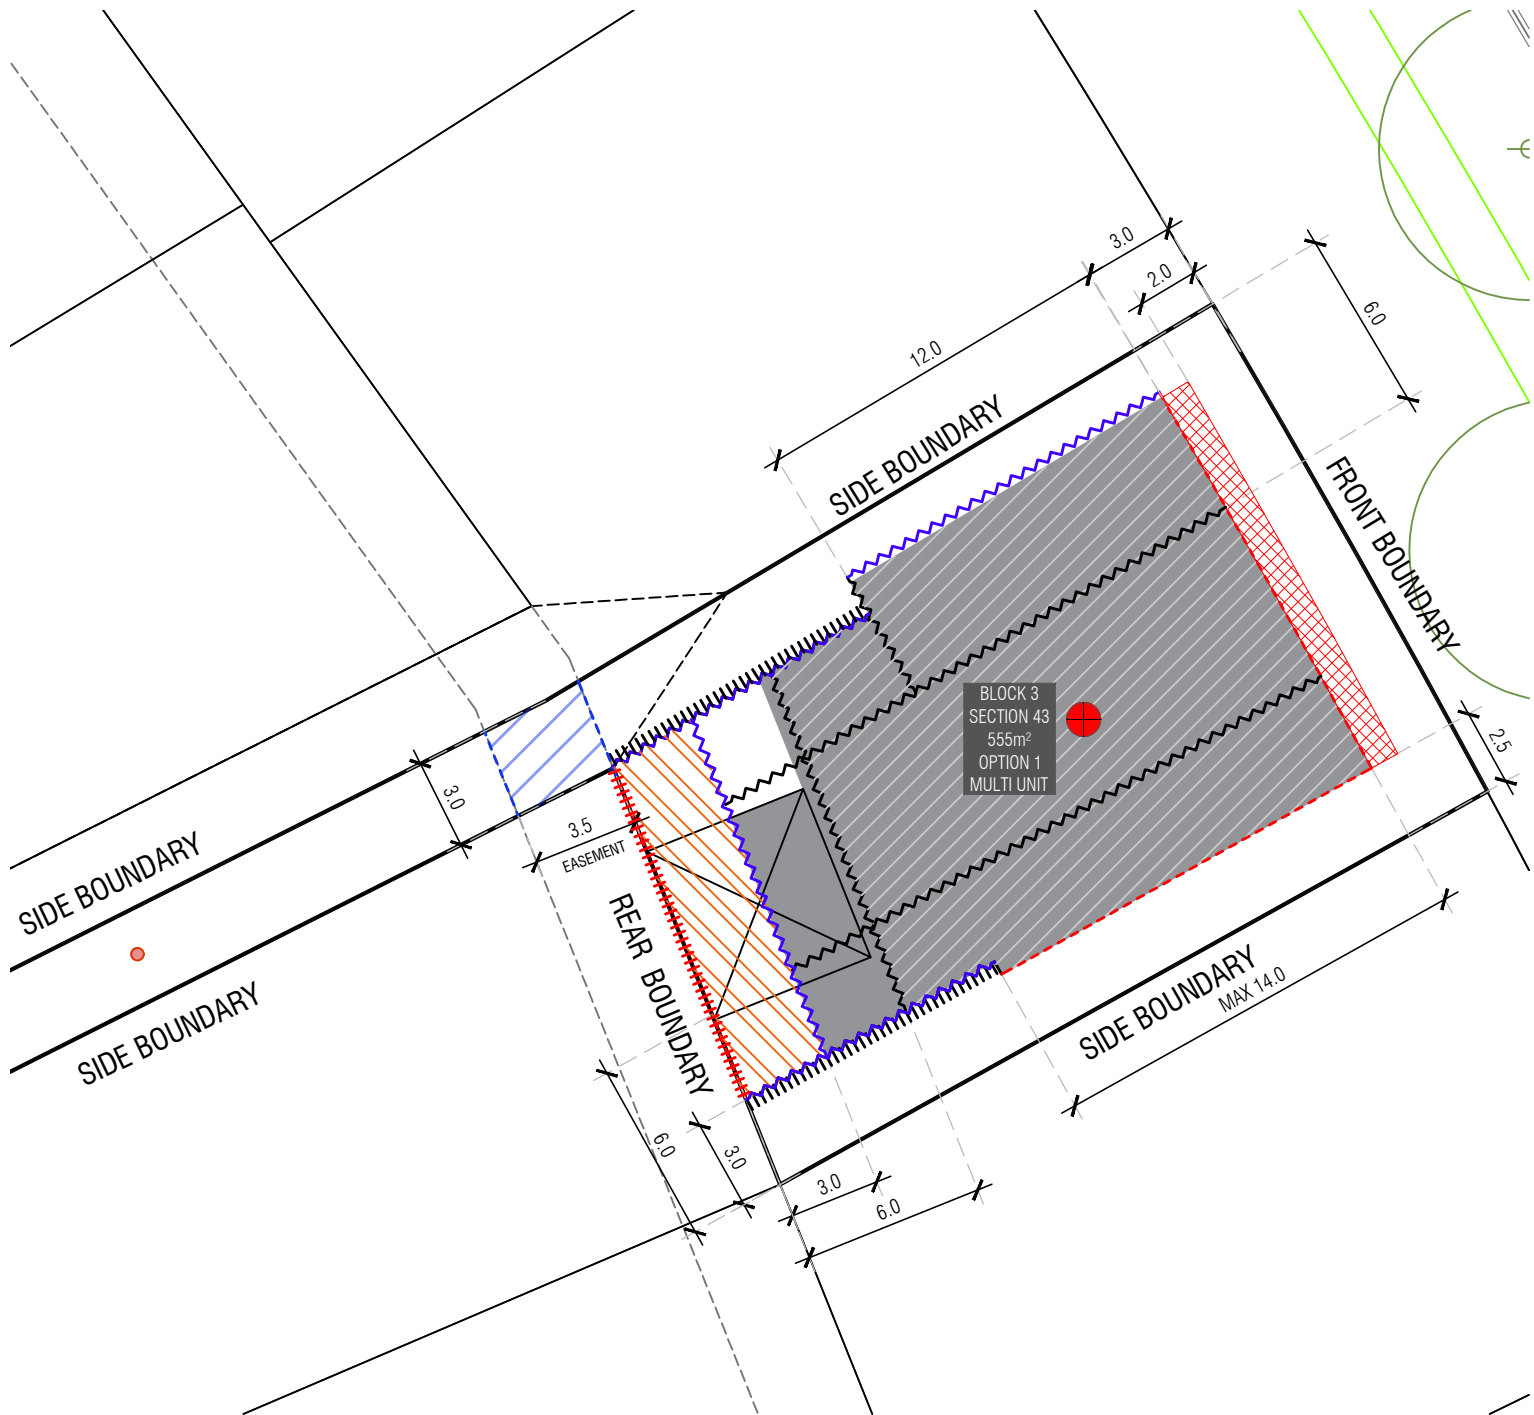 3.0
2.0
6.0
12.0
SIDE BOUNDARY
FRONT BOUNDARY
BLOCK 3
SECTION 43
555m²
OPTION 1
MULTI UNIT
2.5
3.0
3.5
EASEMENT
SIDE BOUNDARY
REAR BOUNDARY
SIDE BOUNDARY
SIDE BOUNDARY
MAX 14.0
6.0
3.0
3.0
6.0